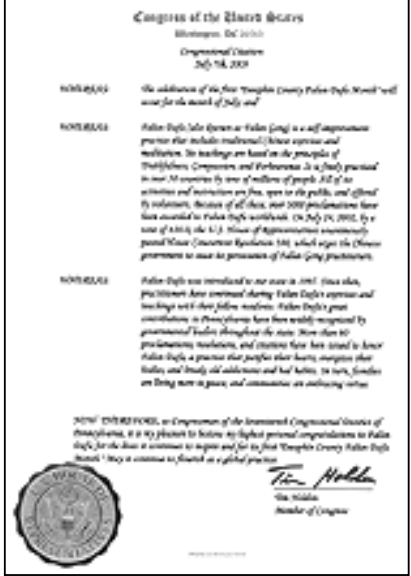 Congress of the United States
Washington, DC 20515
Congressional Citation
July 7th, 2003
WHEREAS The celebration of the first "Dauphin County Falun Dafa Month" will
occur for the month of July; and
WHEREAS Falun Dafa (also known as Falun Gong) is a self-improvement
practice that includes traditional Chinese exercise and
meditation. Its teachings are based on the principles of
Truthfulness, Compassion, and Forbearance. It is freely practiced
in over 50 countries by tens of millions of people. All of its
activities and instruction are free, open to the public, and offered
by volunteers. Because of all these, over 1000 proclamations have
been awarded to Falun Dafa worldwide. On July 24, 2002, by a
vote of 420-0, the U.S. House of Representatives unanimously
passed House Concurrent Resolution 188, which urges the Chinese
government to cease its persecution of Falun Gong practitioners.
WHEREAS Falun Dafa was introduced to our state in Since then,
practitioners have continued sharing Falun Dafa's exercises and
teachings with their fellow residents. Falun Dafa's great
contributions to Pennsylvania have been widely recognized by
governmental bodies throughout the state. More than 60
proclamations, resolutions, and citations have been issued to honor
Falun Dafa, a practice that purifies their hearts, energizes their
bodies, and breaks old addictions and bad habits. In turn, families
are living more in peace, and communities are embracing virtue.
NOW THEREFORE, as Congressman of the Seventeenth Congressional District of
Pennsylvania, it is my pleasure to bestow my highest personal congratulations to Falun
Dafa for the it continues to inspire and for its first "Dauphin County Falun Dafa
Month." May it continue to flourish as a global practice.
Tim Holden
Tim Holden
Member of Congress